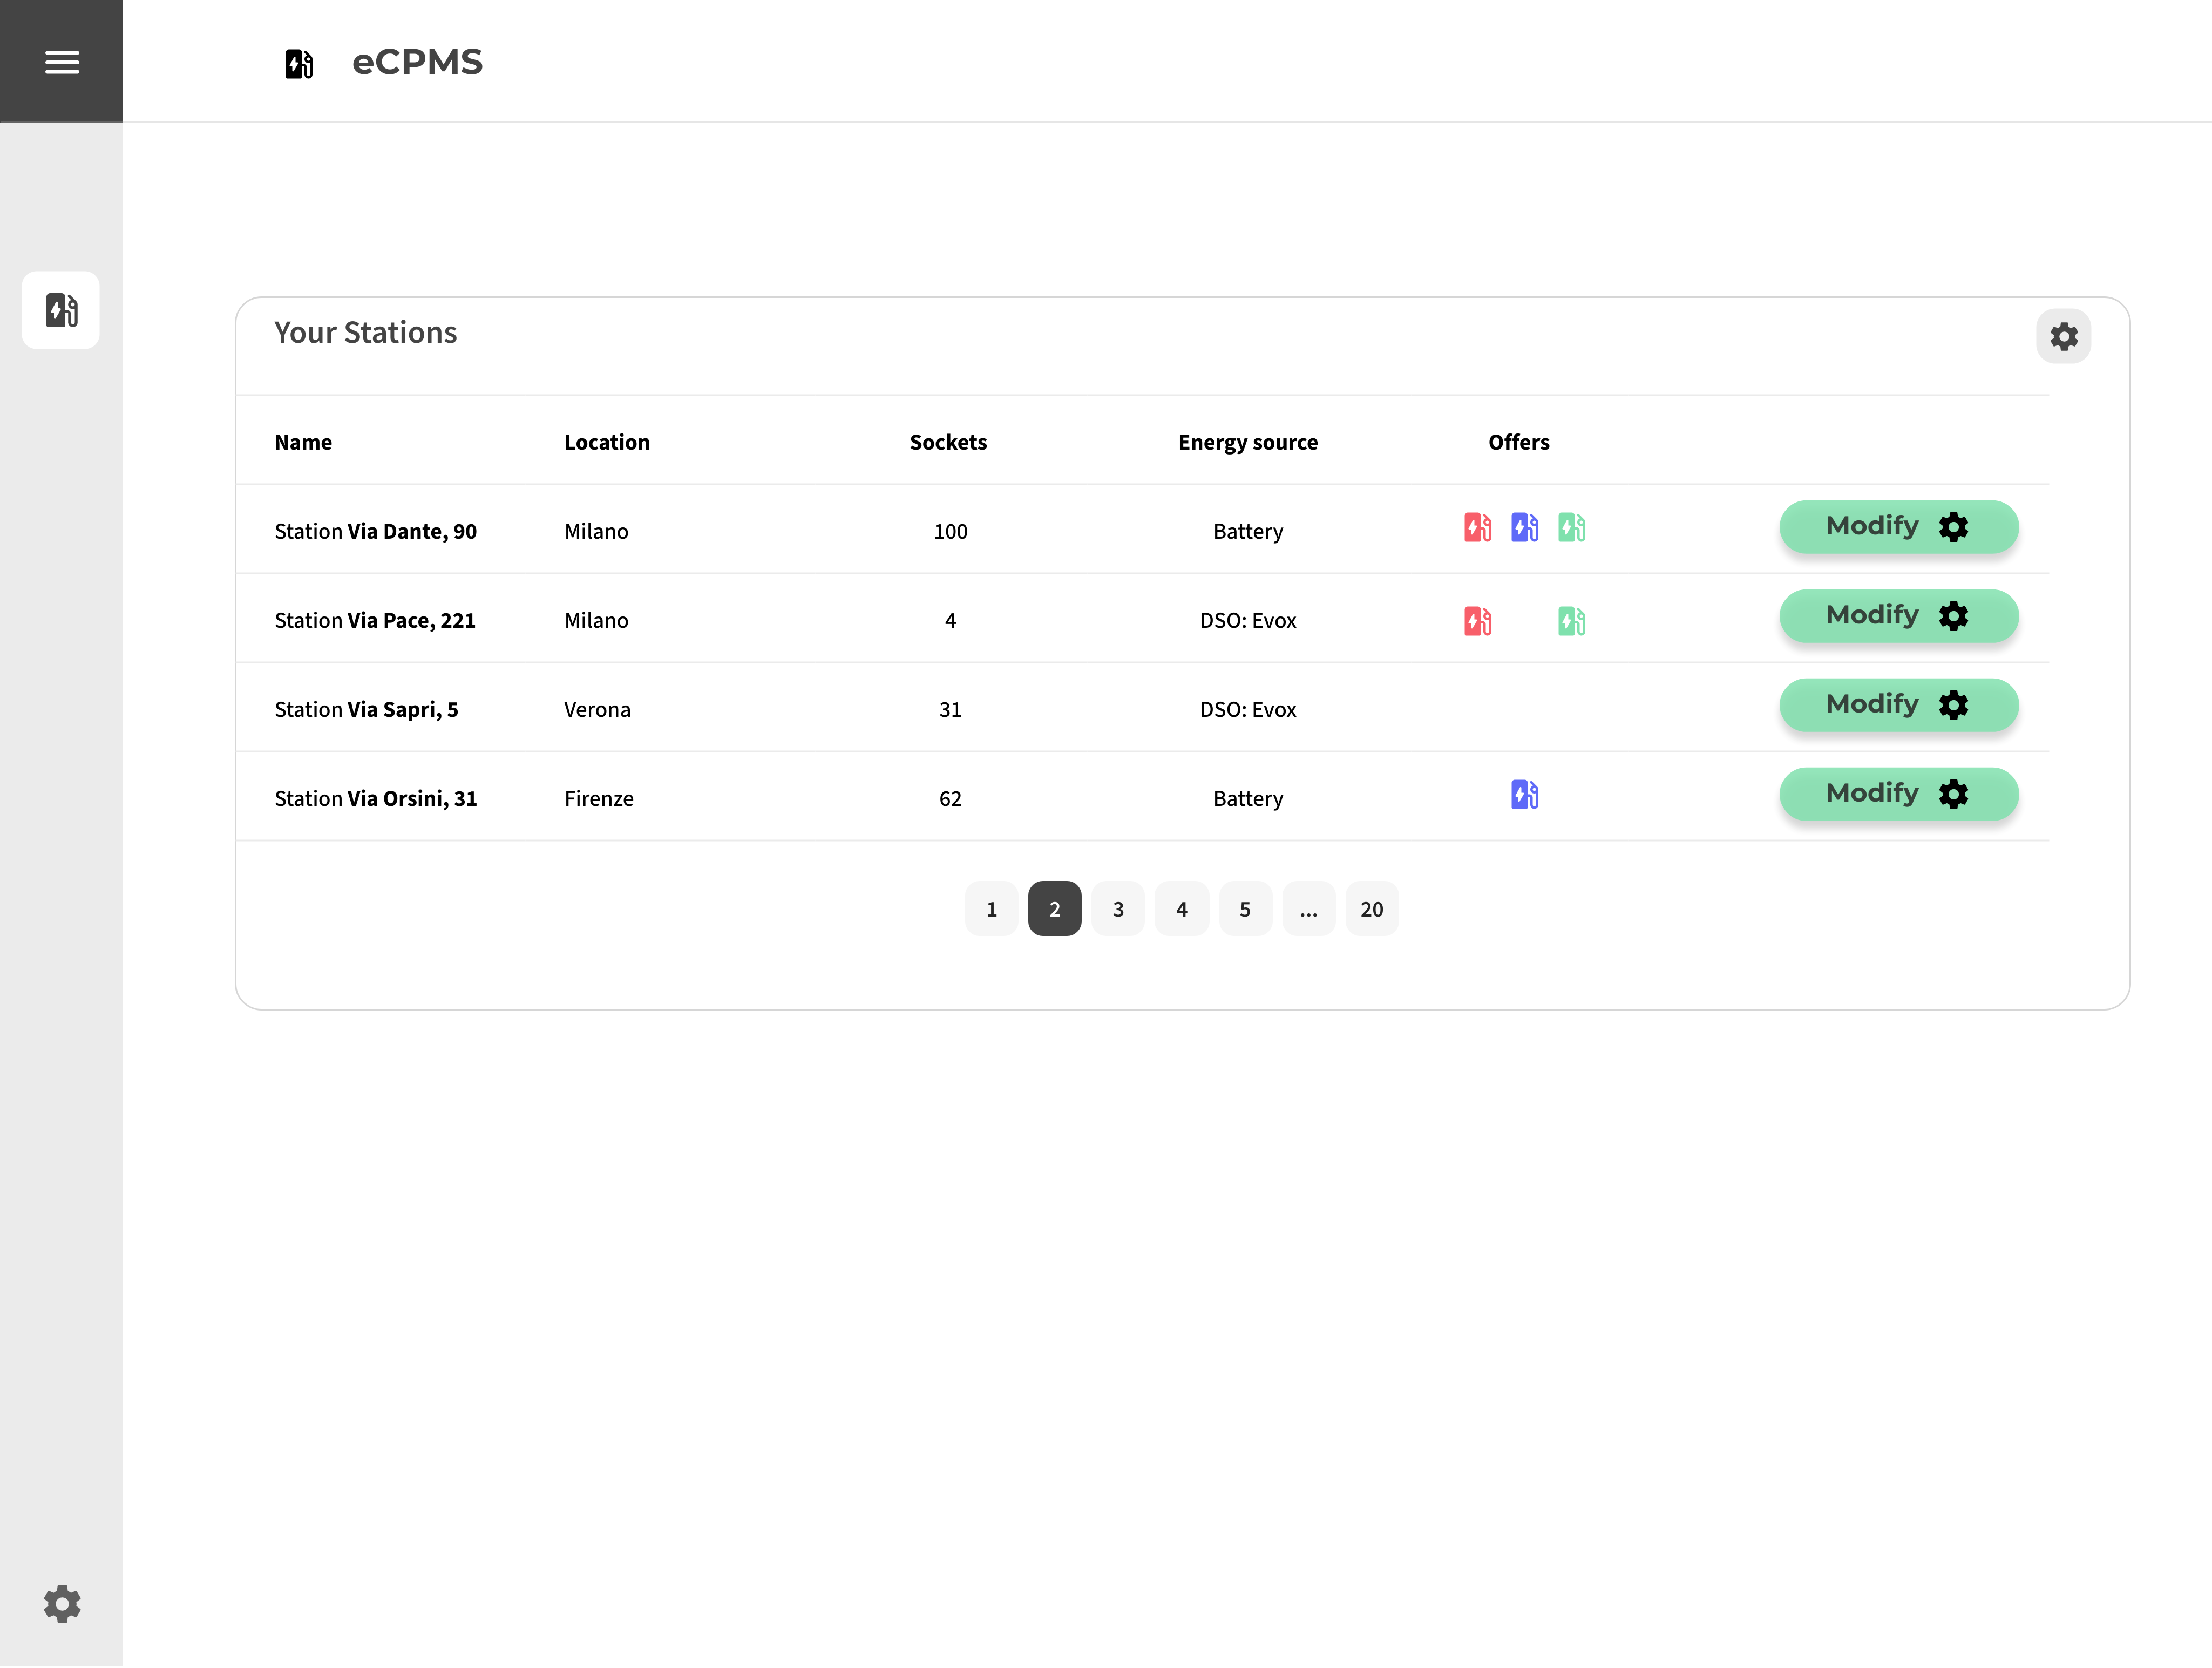 eCPMS
Your Stations
Name Location Sockets Energy source Offers
Station Via Dante, 90 Milano 100 Battery Modify
Station Via Pace, 221 Milano 4 DSO: Evox Modify
Station Via Sapri, 5 Verona 31 DSO: Evox Modify
Station Via Orsini, 31 Firenze 62 Battery Modify
1 2 3 4 5 ... 20